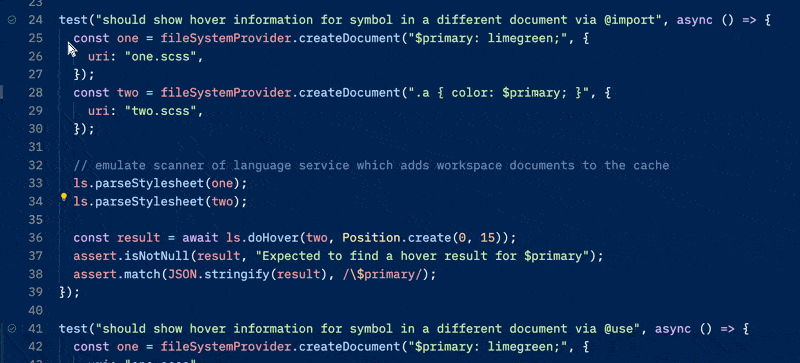 23
24 test("should show hover information for symbol in a different document via @import", async () => {
25 const one = fileSystemProvider.createDocument("$primary: limegreen;", {
26 uri: "one.scss",
27 });
28 const two = fileSystemProvider.createDocument(".a { color: $primary; }", {
29 uri: "two.scss",
30 });
31
32 // emulate scanner of language service which adds workspace documents to the cache
33 ls.parseStylesheet(one);
34 ls.parseStylesheet(two);
35
36 const result = await ls.doHover(two, Position.create(0, 15));
37 assert.isNotNull(result, "Expected to find a hover result for $primary");
38 assert.match(JSON.stringify(result), /\$primary/);
39 });
40
41 test("should show hover information for symbol in a different document via @use", async () => {
42 const one = fileSystemProvider.createDocument("$primary: limegreen;", {